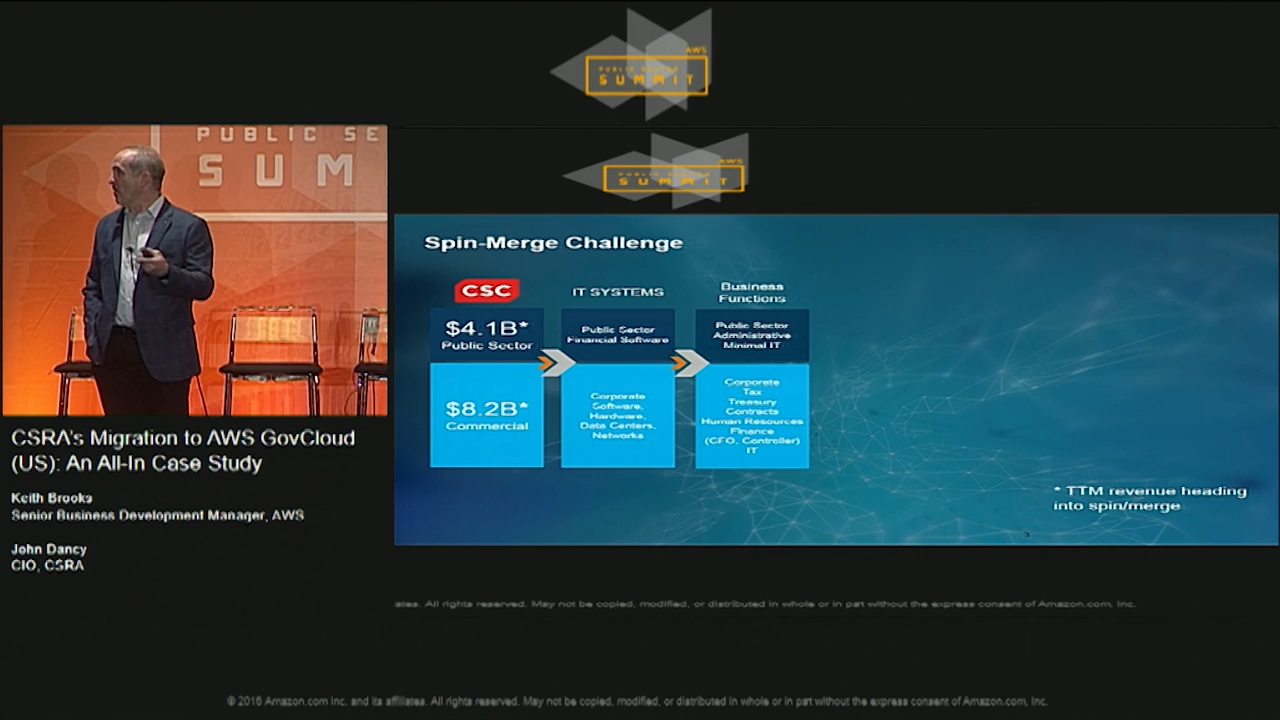 AWS
PUBLIC SECTOR
SUMMIT
AWS
PUBLIC SECTOR
SUMMIT
PUBLIC SE
SUM
Spin-Merge Challenge
CSC
IT SYSTEMS
Business
Functions
$4.1B*
Public Sector
Public Sector
Financial Software
Public Sector
Administrative
Minimal IT
$8.2B*
Commercial
Corporate
Software,
Hardware,
Data Centers,
Networks
Corporate
Tax
Treasury
Contracts
Human Resources
Finance
(CFO, Controller)
IT
* TTM revenue heading
into spin/merge
CSRA's Migration to AWS GovCloud
(US): An All-In Case Study
Keith Brooks
Senior Business Development Manager, AWS
John Dancy
CIO, CSRA
ates. All rights reserved. May not be copied, modified, or distributed in whole or in part without the express consent of Amazon.com, Inc.
© 2016 Amazon.com Inc. and its affiliates. All rights reserved. May not be copied, modified, or distributed in whole or in part without the express consent of Amazon.com, Inc.